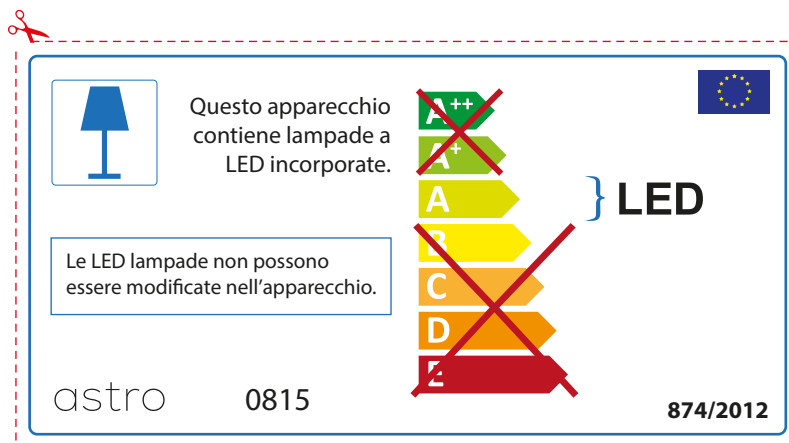 Questo apparecchio
contiene lampade a
LED incorporate.
Le LED lampade non possono
essere modificate nell'apparecchio.
A++
A+
A
B
C
D
E
LED
astro
0815
874/2012